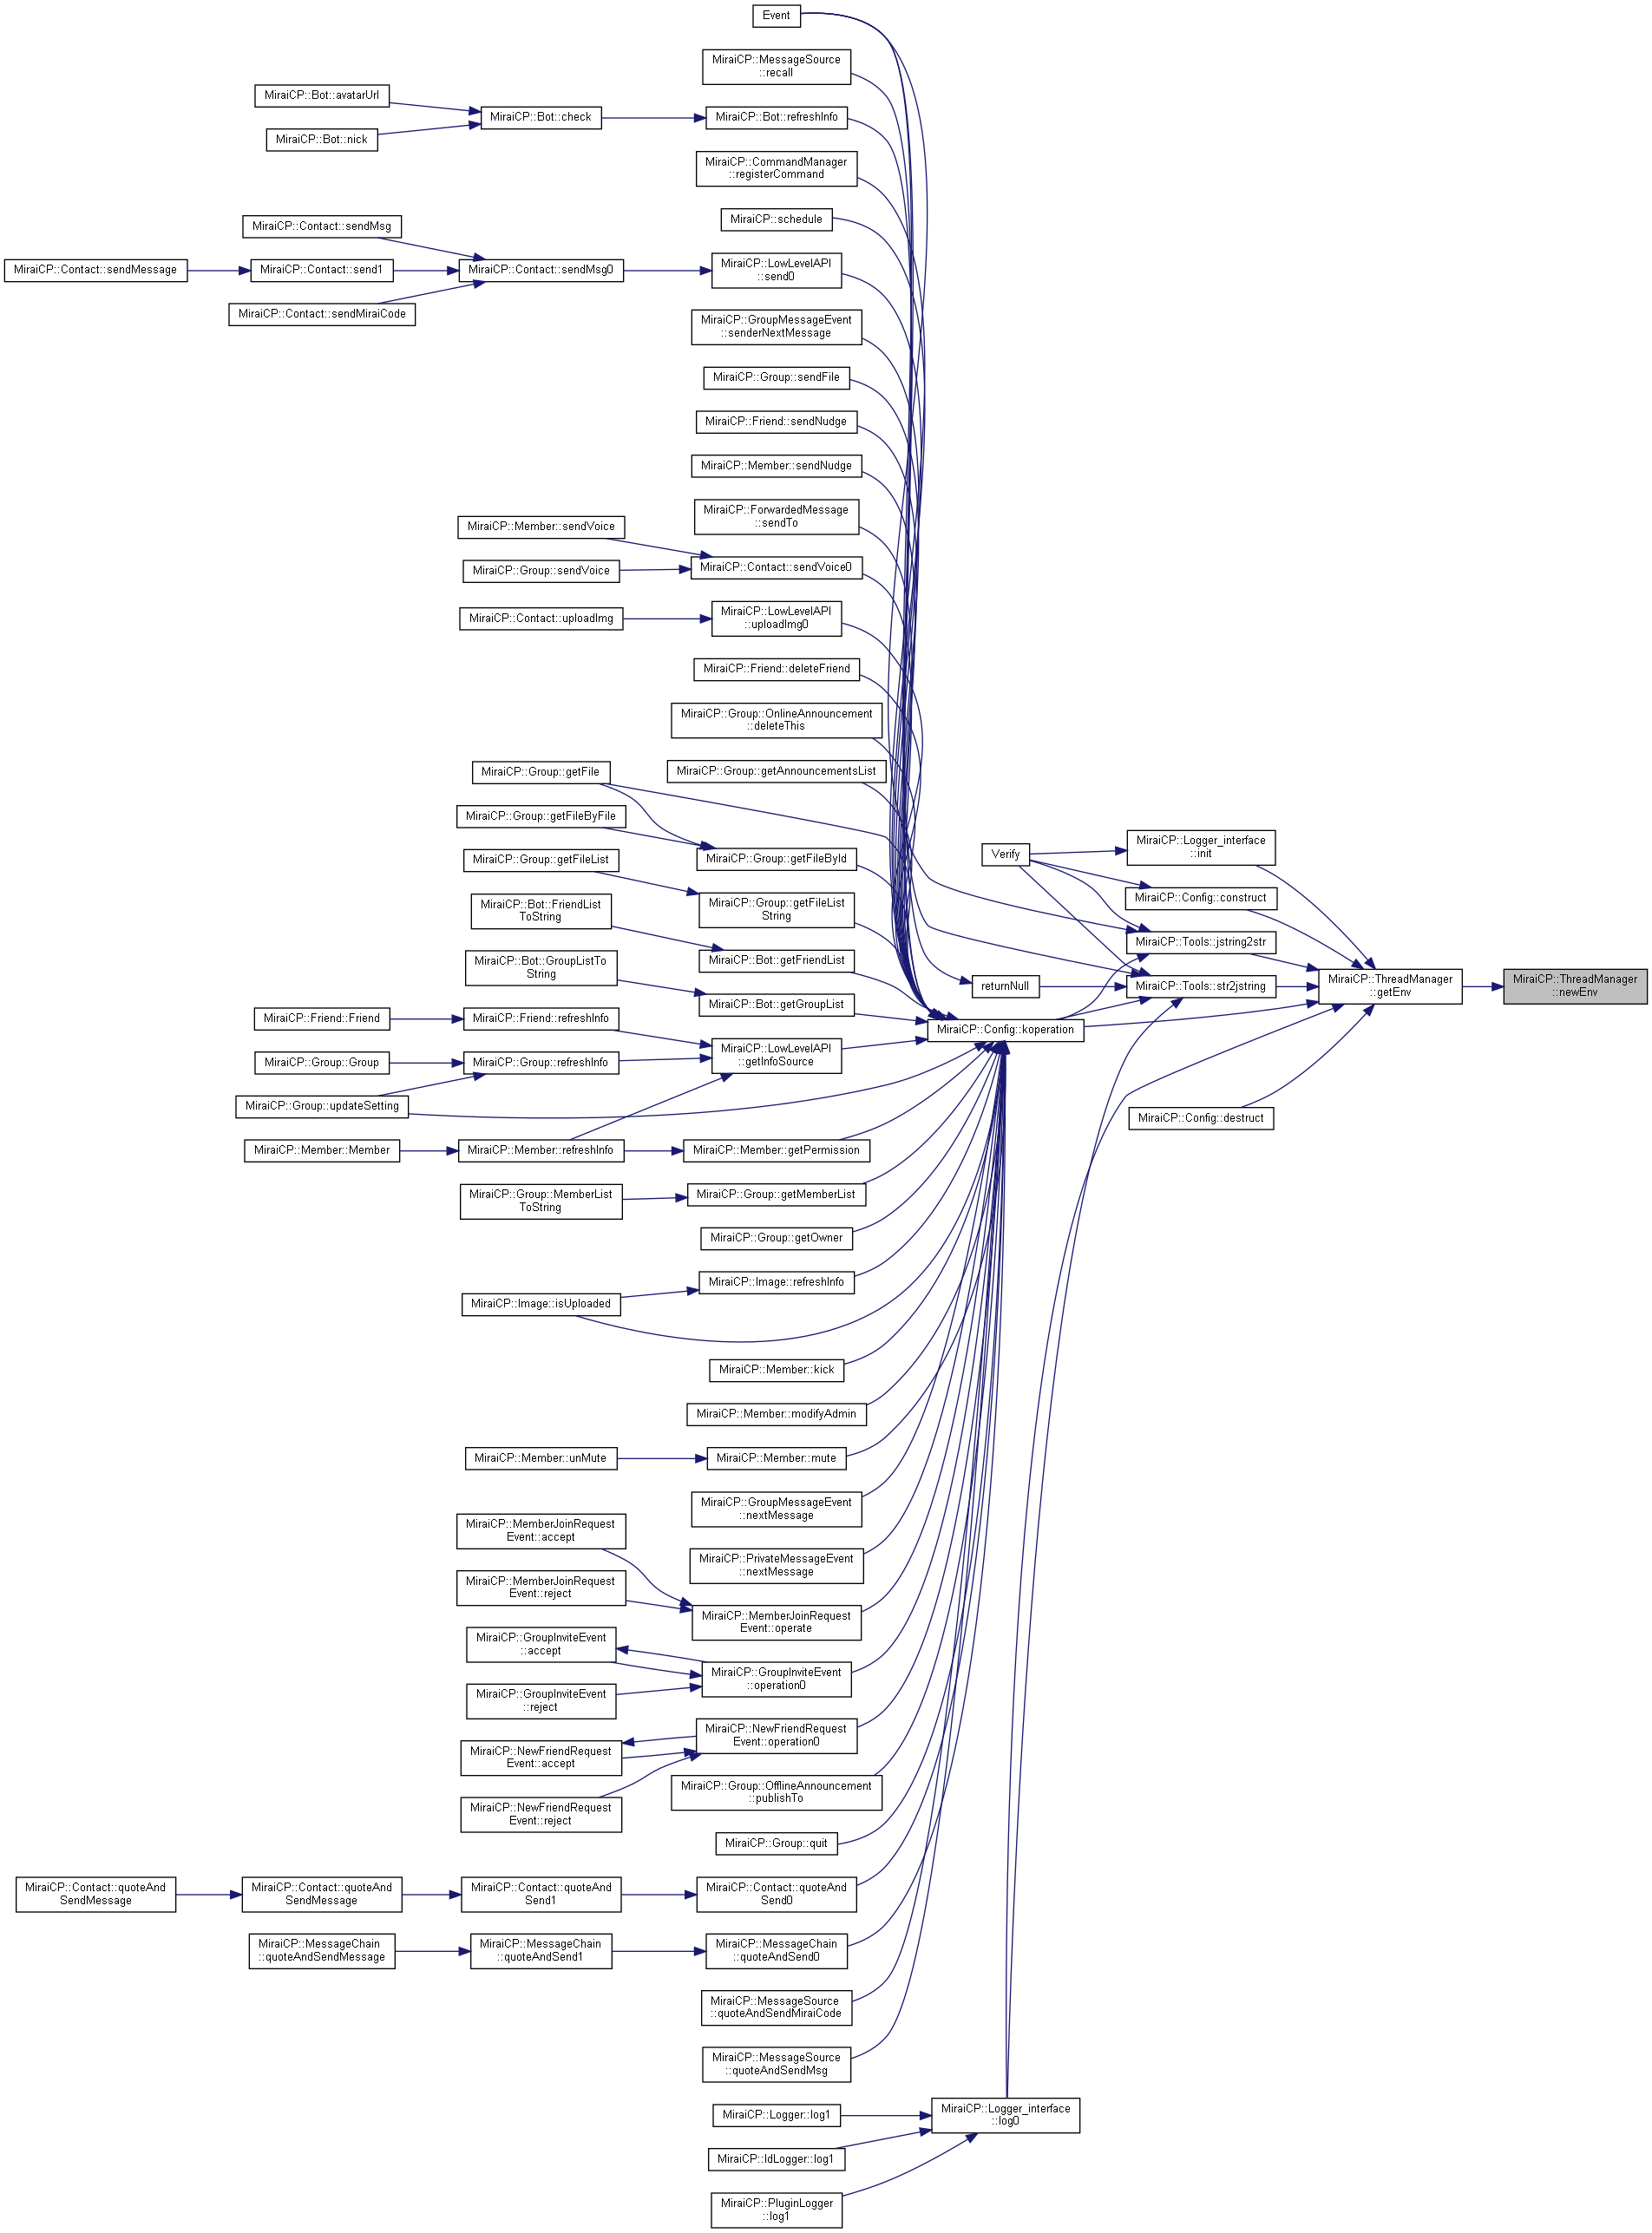 Event
MiraiCP::MessageSource
::recall
MiraiCP::Bot::avatarUrl
MiraiCP::Bot::check
MiraiCP::Bot::refreshInfo
MiraiCP::Bot::nick
MiraiCP::CommandManager
::registerCommand
MiraiCP::schedule
MiraiCP::Contact::sendMsg
MiraiCP::Contact::sendMessage
MiraiCP::Contact::send1
MiraiCP::Contact::sendMsg0
MiraiCP::LowLevelAPI
::send0
MiraiCP::Contact::sendMiraiCode
MiraiCP::GroupMessageEvent
::senderNextMessage
MiraiCP::Group::sendFile
MiraiCP::Friend::sendNudge
MiraiCP::Member::sendNudge
MiraiCP::ForwardedMessage
::sendTo
MiraiCP::Member::sendVoice
MiraiCP::Group::sendVoice
MiraiCP::Contact::sendVoice0
MiraiCP::Contact::uploadImg
MiraiCP::LowLevelAPI
::uploadImg0
MiraiCP::Friend::deleteFriend
MiraiCP::Group::OnlineAnnouncement
::deleteThis
MiraiCP::Group::getFile
MiraiCP::Group::getAnnouncementsList
MiraiCP::Group::getFileByFile
MiraiCP::Group::getFileById
MiraiCP::Group::getFileList
MiraiCP::Group::getFileList
String
MiraiCP::Bot::FriendList
ToString
MiraiCP::Bot::getFriendList
MiraiCP::Bot::GroupListTo
String
MiraiCP::Bot::getGroupList
Verify
MiraiCP::Logger_interface
::init
MiraiCP::Config::construct
MiraiCP::Tools::jstring2str
returnNull
MiraiCP::Tools::str2jstring
MiraiCP::ThreadManager
::getEnv
MiraiCP::ThreadManager
::newEnv
MiraiCP::Config::koperation
MiraiCP::Config::destruct
MiraiCP::Friend::Friend
MiraiCP::Friend::refreshInfo
MiraiCP::LowLevelAPI
::getInfoSource
MiraiCP::Group::Group
MiraiCP::Group::refreshInfo
MiraiCP::Group::updateSetting
MiraiCP::Member::Member
MiraiCP::Member::refreshInfo
MiraiCP::Member::getPermission
MiraiCP::Group::MemberList
ToString
MiraiCP::Group::getMemberList
MiraiCP::Group::getOwner
MiraiCP::Image::refreshInfo
MiraiCP::Image::isUploaded
MiraiCP::Member::kick
MiraiCP::Member::modifyAdmin
MiraiCP::Member::unMute
MiraiCP::Member::mute
MiraiCP::GroupMessageEvent
::nextMessage
MiraiCP::MemberJoinRequest
Event::accept
MiraiCP::PrivateMessageEvent
::nextMessage
MiraiCP::MemberJoinRequest
Event::reject
MiraiCP::MemberJoinRequest
Event::operate
MiraiCP::GroupInviteEvent
::accept
MiraiCP::GroupInviteEvent
::operation0
MiraiCP::GroupInviteEvent
::reject
MiraiCP::NewFriendRequest
Event::operation0
MiraiCP::NewFriendRequest
Event::accept
MiraiCP::Group::OfflineAnnouncement
::publishTo
MiraiCP::NewFriendRequest
Event::reject
MiraiCP::Group::quit
MiraiCP::Contact::quoteAnd
SendMessage
MiraiCP::Contact::quoteAnd
SendMessage
MiraiCP::Contact::quoteAnd
Send1
MiraiCP::Contact::quoteAnd
Send0
MiraiCP::MessageChain
::quoteAndSendMessage
MiraiCP::MessageChain
::quoteAndSend1
MiraiCP::MessageChain
::quoteAndSend0
MiraiCP::MessageSource
::quoteAndSendMiraiCode
MiraiCP::MessageSource
::quoteAndSendMsg
MiraiCP::Logger_interface
::log0
MiraiCP::Logger::log1
MiraiCP::IdLogger::log1
MiraiCP::PluginLogger
::log1